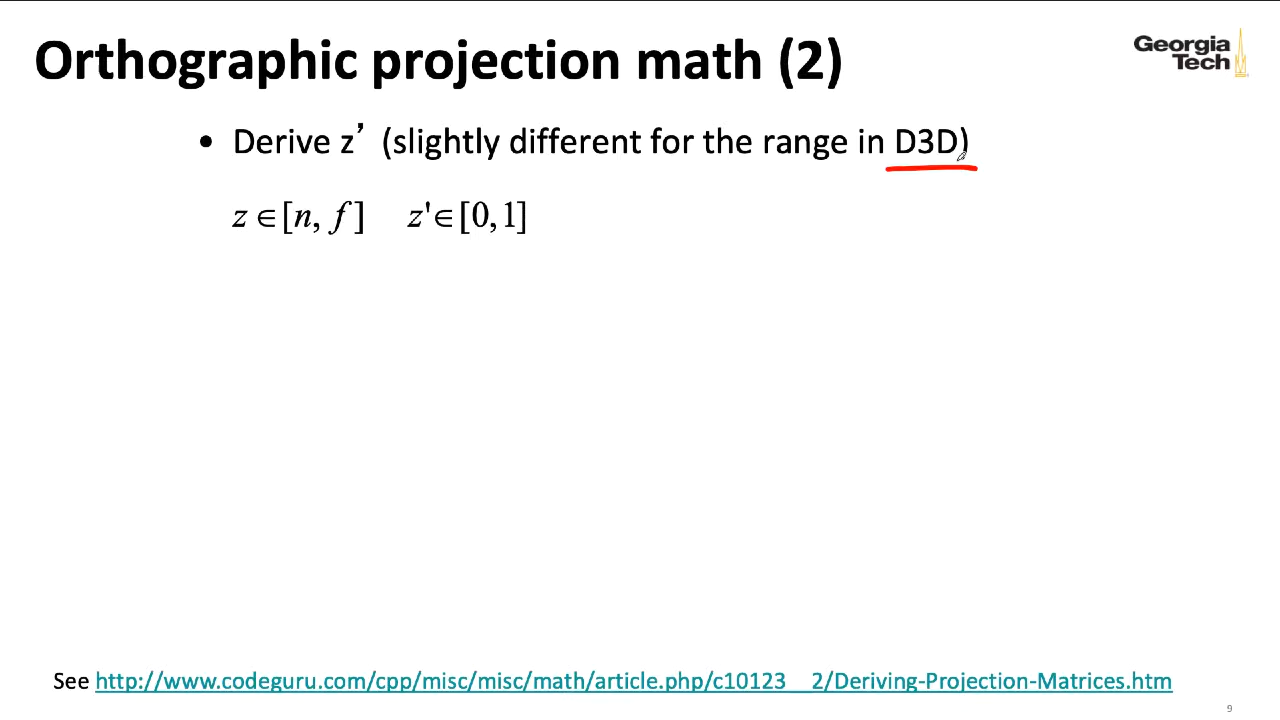 Orthographic projection math (2)
Georgia
Tech
• Derive z’ (slightly different for the range in D3D)
z ∈ [n, f]   z'∈ [0,1]
See http://www.codeguru.com/cpp/misc/misc/math/article.php/c10123__2/Deriving-Projection-Matrices.htm
9